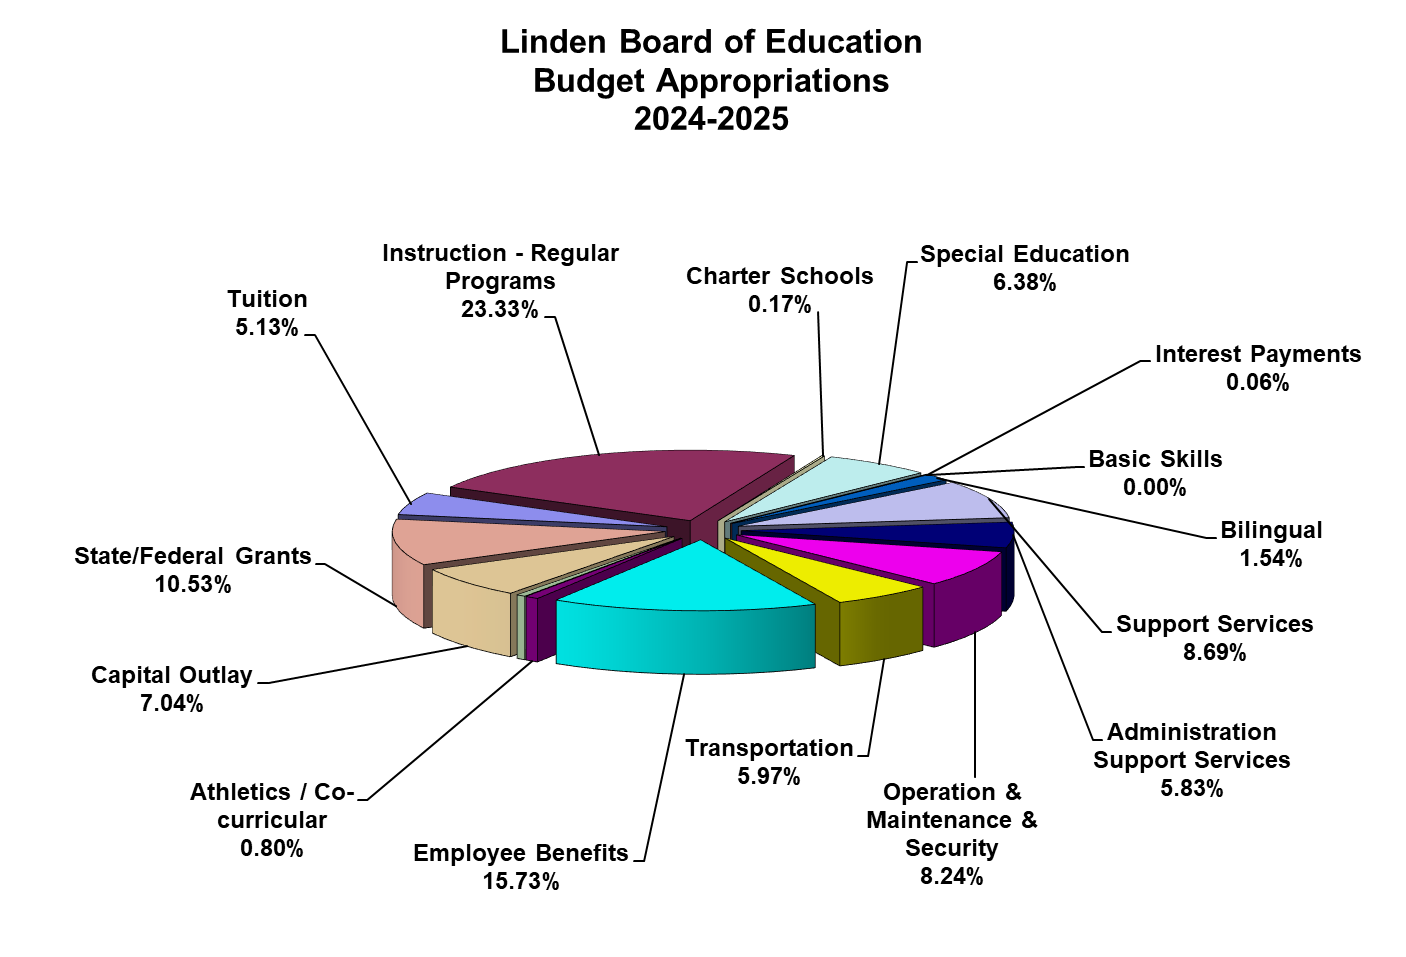 Linden Board of Education
Budget Appropriations
2024-2025
Instruction - Regular
Programs
23.33%
Charter Schools
0.17%
Special Education
6.38%
Tuition
5.13%
Interest Payments
0.06%
Basic Skills
0.00%
Bilingual
1.54%
State/Federal Grants
10.53%
Support Services
8.69%
Capital Outlay
7.04%
Administration
Support Services
5.83%
Transportation
5.97%
Operation &
Maintenance &
Security
8.24%
Athletics / Co-
curricular
0.80%
Employee Benefits
15.73%